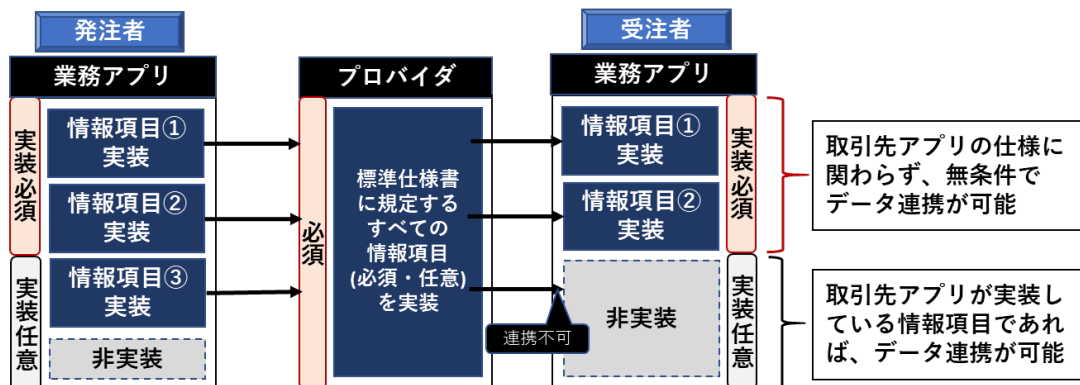 発注者
業務アプリ
実装必須
情報項目①
実装
情報項目②
実装
実装任意
情報項目③
実装
非実装
プロバイダ
必須
標準仕様書
に規定する
すべての
情報項目
(必須・任意)
を実装
連携不可
受注者
業務アプリ
情報項目①
実装
情報項目②
実装
実装必須
非実装
実装任意
取引先アプリの仕様に
関わらず、無条件で
データ連携が可能
取引先アプリが実装し
ている情報項目であれ
ば、データ連携が可能